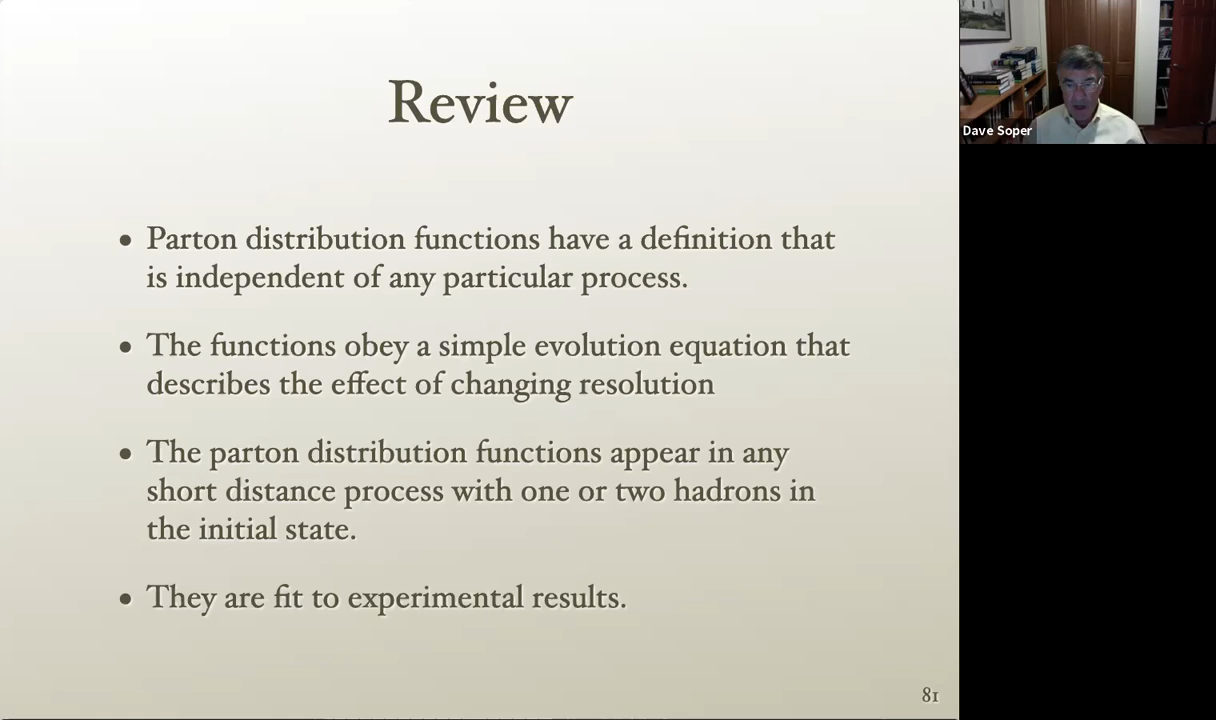 Review
• Parton distribution functions have a definition that
is independent of any particular process.
• The functions obey a simple evolution equation that
describes the effect of changing resolution
• The parton distribution functions appear in any
short distance process with one or two hadrons in
the initial state.
• They are fit to experimental results.
81
Dave Soper